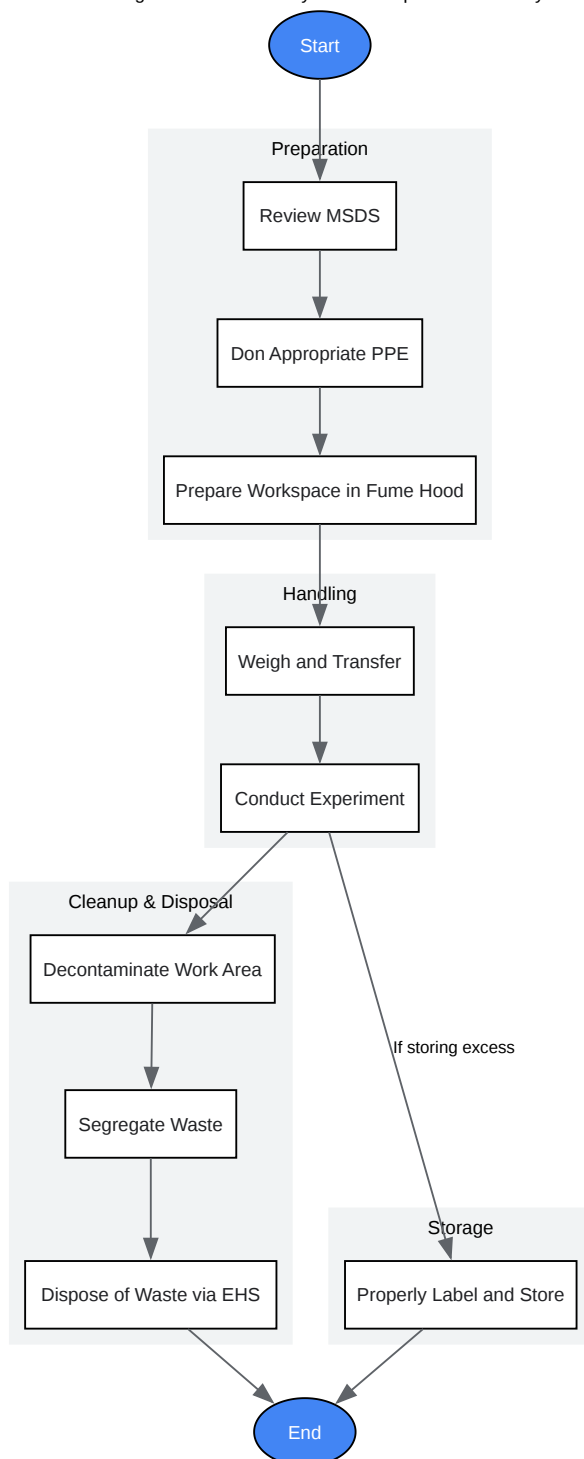 Start
Preparation
Review MSDS
Don Appropriate PPE
Prepare Workspace in Fume Hood
Handling
Weigh and Transfer
Conduct Experiment
Cleanup & Disposal
Decontaminate Work Area
If storing excess
Segregate Waste
Storage
Dispose of Waste via EHS
Properly Label and Store
End